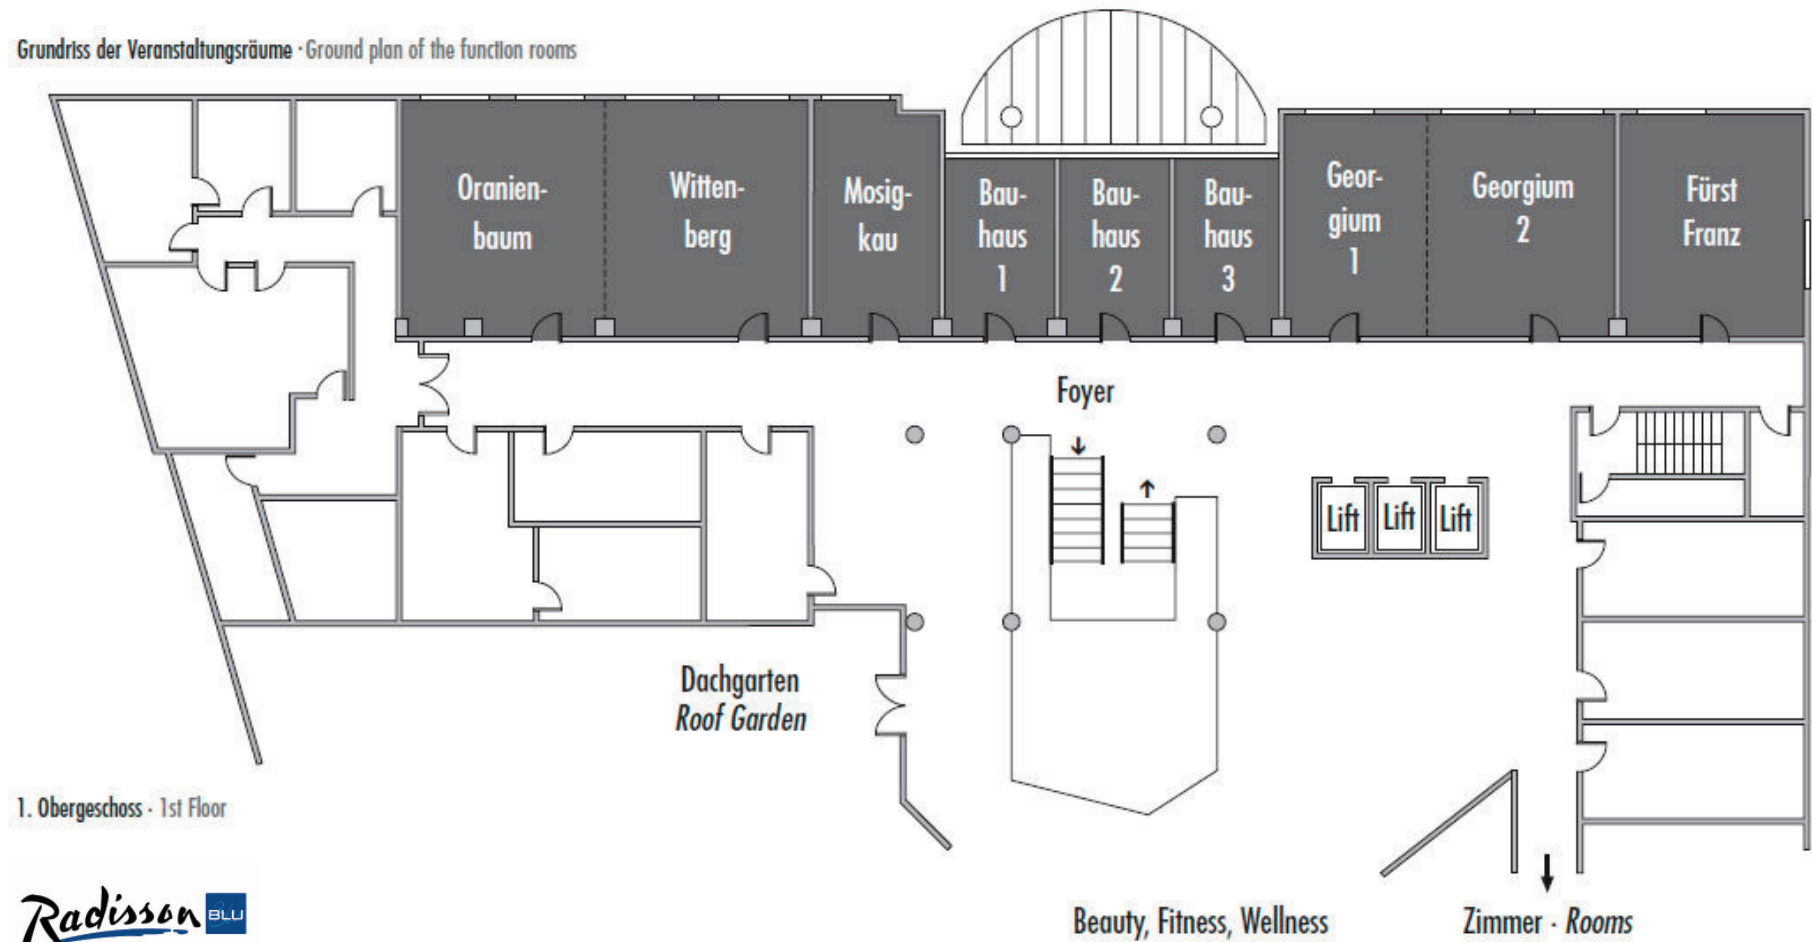 Grundriss der Veranstaltungsräume · Ground plan of the function rooms
Oranien-
baum
Witten-
berg
Mosig-
kau
Bau-
haus
1
Bau-
haus
2
Bau-
haus
3
Geor-
gium
1
Georgium
2
Fürst
Franz
Foyer
Lift
Lift
Lift
Dachgarten
Roof Garden
1. Obergeschoss · 1st Floor
Radisson BLU
Beauty, Fitness, Wellness
Zimmer · Rooms